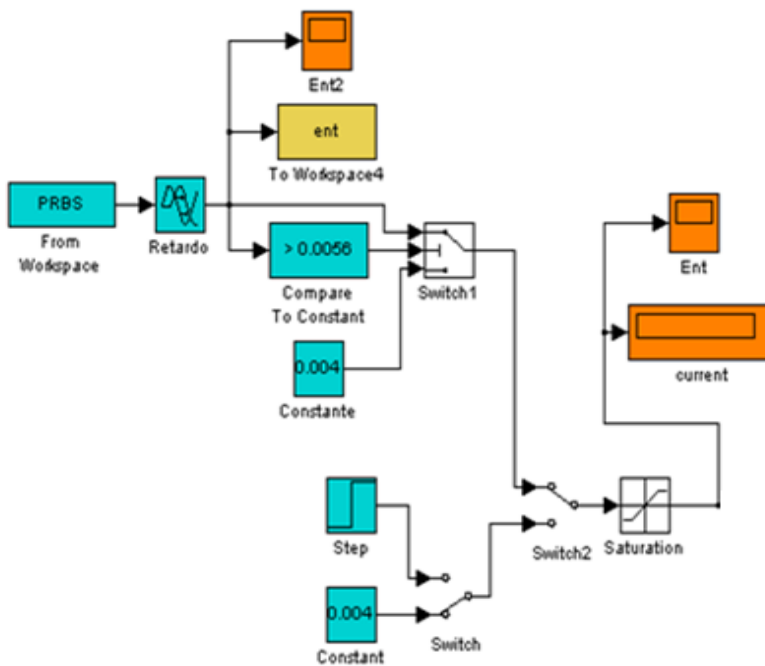 Ent2
ent
To Workspace4
PRBS
From
Workspace
Retardo
> 0.0056
Compare
To Constant
Switch1
0.004
Constante
Ent
current
Step
Switch2
Saturation
0.004
Constant
Switch